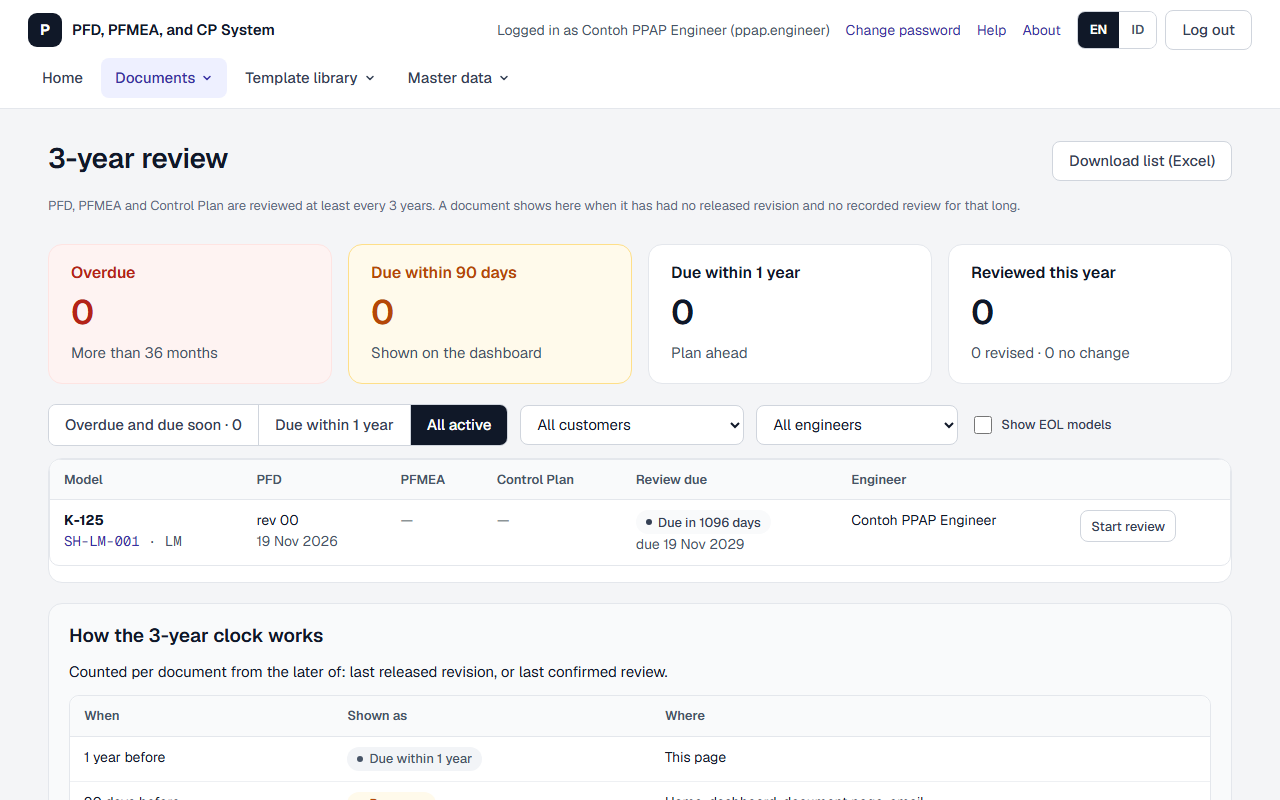 P PFD, PFMEA, and CP System
Logged in as Contoh PPAP Engineer (ppap.engineer) Change password Help About EN ID Log out
Home Documents Template library Master data
3-year review
Download list (Excel)
PFD, PFMEA and Control Plan are reviewed at least every 3 years. A document shows here when it has had no released revision and no recorded review for that long.
Overdue
0
More than 36 months
Due within 90 days
0
Shown on the dashboard
Due within 1 year
0
Plan ahead
Reviewed this year
0
0 revised · 0 no change
Overdue and due soon · 0 Due within 1 year All active All customers All engineers Show EOL models
Model PFD PFMEA Control Plan Review due Engineer
K-125 rev 00 — — Due in 1096 days Contoh PPAP Engineer Start review
SH-LM-001 · LM 19 Nov 2026 due 19 Nov 2029
How the 3-year clock works
Counted per document from the later of: last released revision, or last confirmed review.
When Shown as Where
1 year before Due within 1 year This page